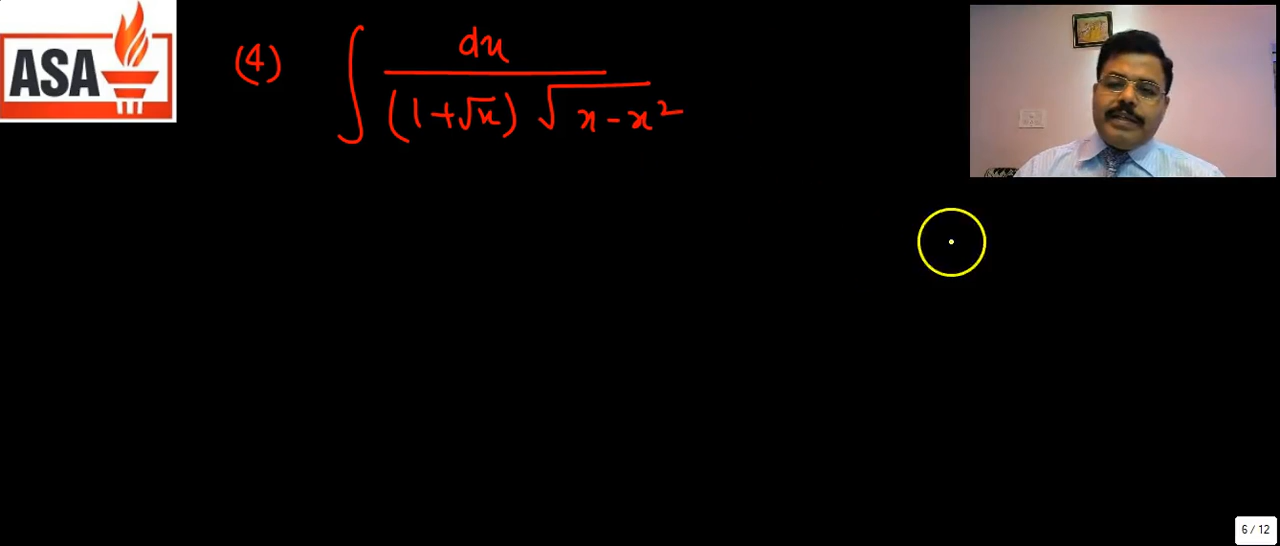 ASA
(4) ∫ dx / (1+√x) √x-x²
6 / 12